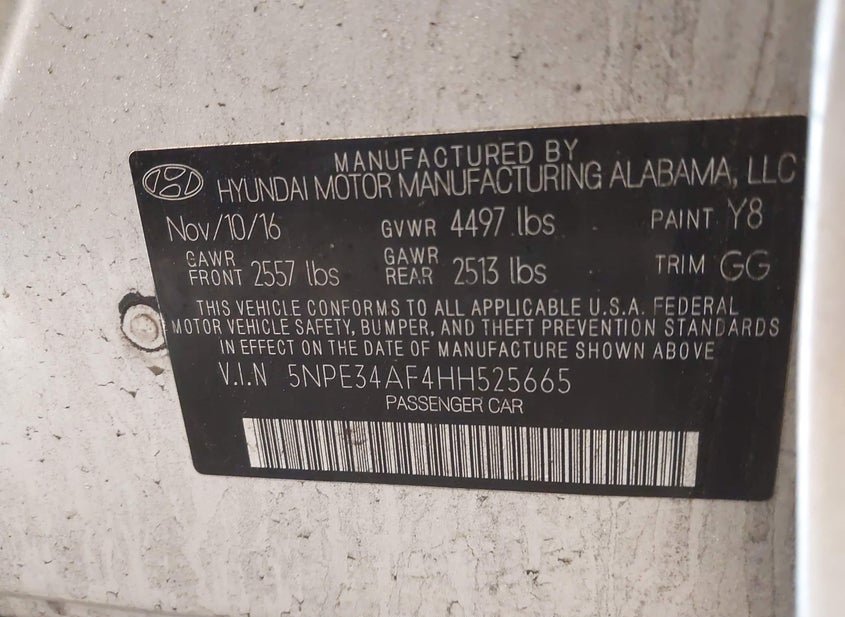 MANUFACTURED BY
HYUNDAI MOTOR MANUFACTURING ALABAMA, LLC
Nov/10/16 GVWR 4497 lbs PAINT Y8
GAWR FRONT 2557 lbs GAWR REAR 2513 lbs TRIM GG
THIS VEHICLE CONFORMS TO ALL APPLICABLE U.S.A. FEDERAL
MOTOR VEHICLE SAFETY, BUMPER, AND THEFT PREVENTION STANDARDS
IN EFFECT ON THE DATE OF MANUFACTURE SHOWN ABOVE
V.I.N 5NPE34AF4HH525665
PASSENGER CAR